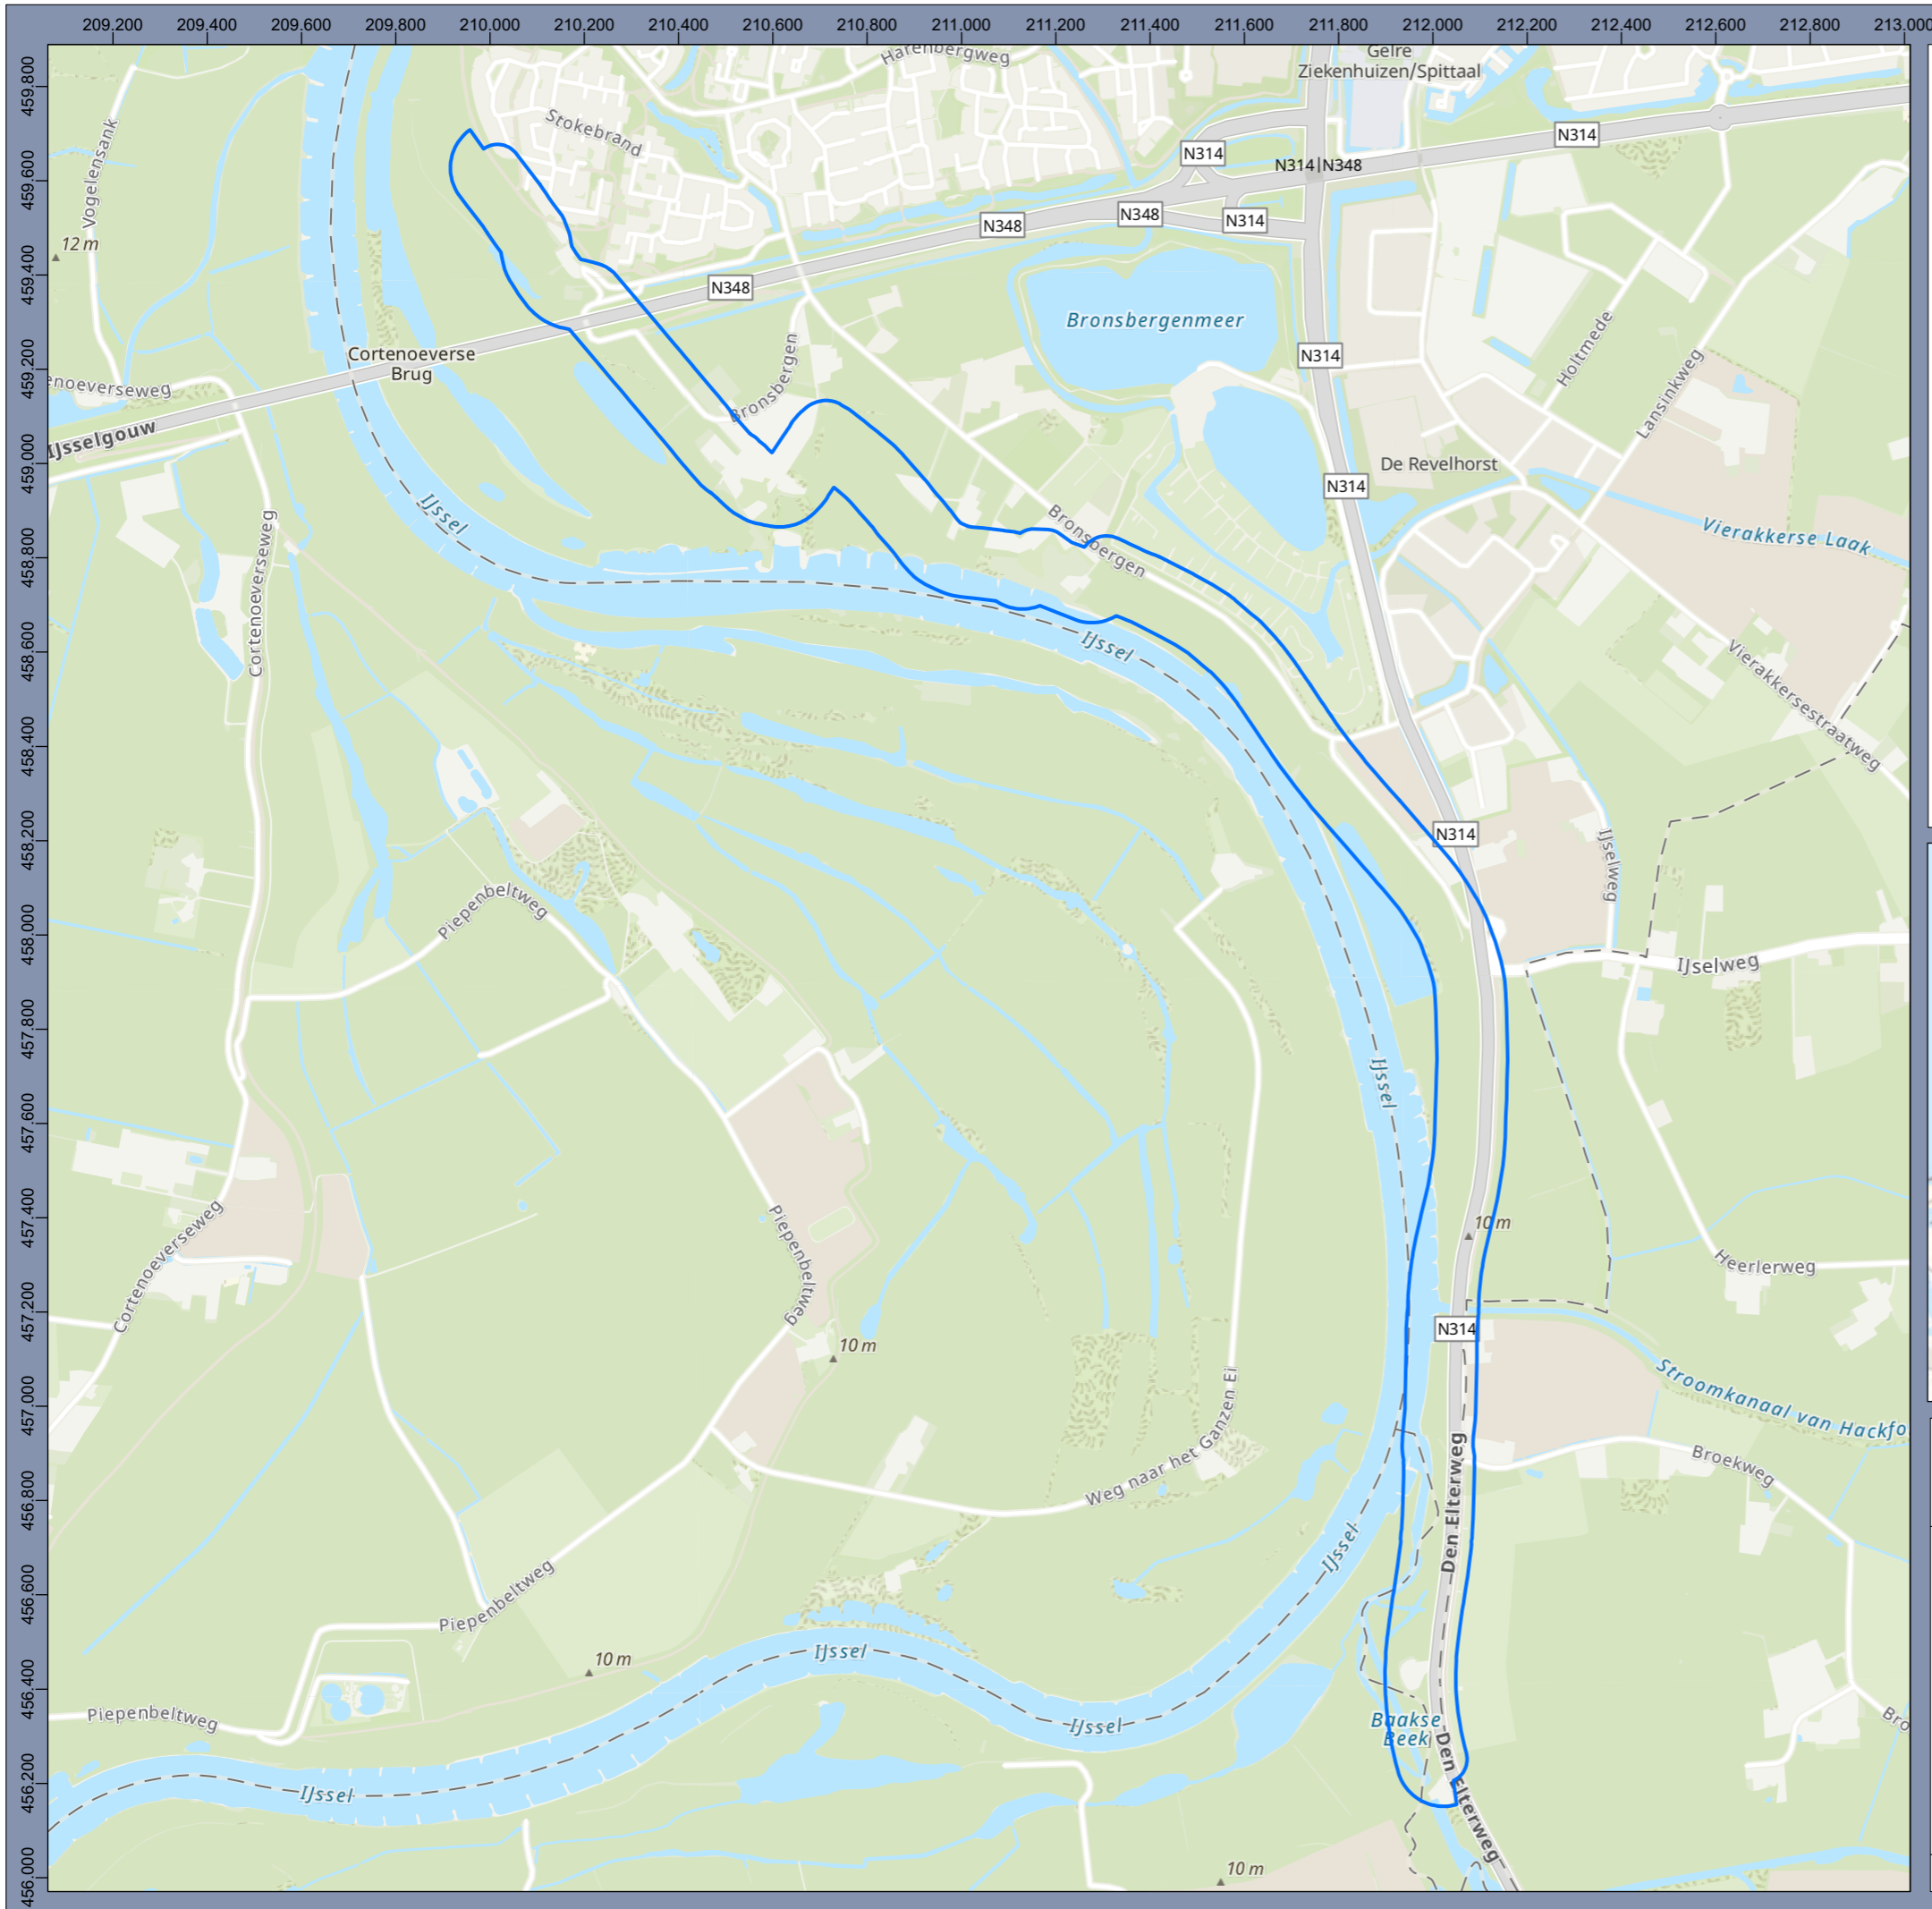 209.200 209.400 209.600 209.800 210.000 210.200 210.400 210.600 210.800 211.000 211.200 211.400 211.600 211.800 212.000 212.200 212.400 212.600 212.800 213.000
459.800
459.600
459.400
459.200
459.000
458.800
458.600
458.400
458.200
458.000
457.800
457.600
457.400
457.200
457.000
456.800
456.600
456.400
456.200
456.000
Harenbergweg
Gelre
Ziekenhuizen/Spittaal
Stokebrand
Vogelensank
N314
N314
N314|N348
12 m
N348
N348
N314
N348
Bronsbergenmeer
Cortenoeverse
Brug
N314
Holtmede
Lansinkweg
enoeverseweg
Bronsbergen
IJsselgouw
De Revelhorst
N314
IJssel
Bronsbergen
Vierakkerse Laak
Cortenoeverseweg
IJssel
Vierakkersestraatweg
N314
IJselweg
Piepenbeltweg
IJselweg
IJssel
Cortenoeverseweg
Piepenbeltweg
10 m
Heerlerweg
N314
10 m
Stroomkanaal van Hackfo
Weg naar het Ganzen Ei
Den Elterweg
Broekweg
IJssel
Piepenbeltweg
IJssel
10 m
Piepenbeltweg
IJssel
Baakse
Beek
Bro
Den Elterweg
IJssel
10 m